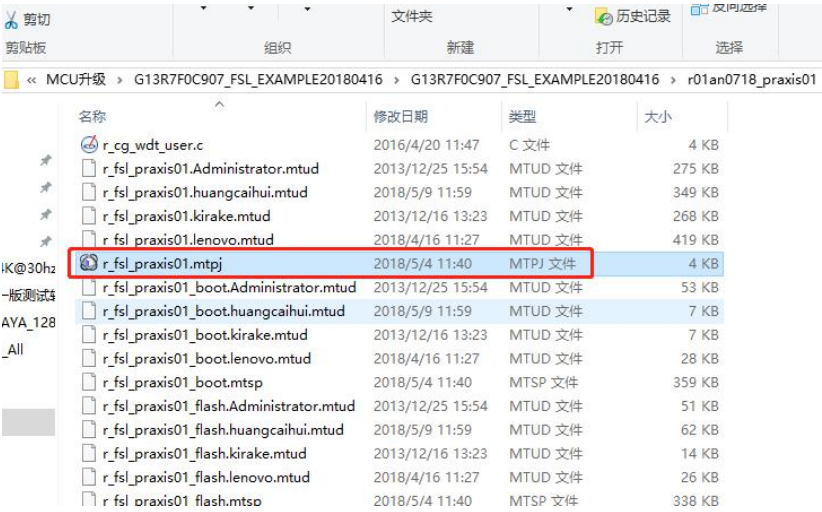 剪切
文件夹
历史记录
反向选择
剪贴板 组织 新建 打开 选择
« MCU升级 › G13R7F0C907_FSL_EXAMPLE20180416 › G13R7F0C907_FSL_EXAMPLE20180416 › r01an0718_praxis01
名称 修改日期 类型 大小
r_cg_wdt_user.c 2016/4/20 11:47 C 文件 4 KB
r_fsl_praxis01.Administrator.mtud 2013/12/25 15:54 MTUD 文件 275 KB
r_fsl_praxis01.huangcaihui.mtud 2018/5/9 11:59 MTUD 文件 349 KB
r_fsl_praxis01.kirake.mtud 2013/12/16 13:23 MTUD 文件 268 KB
r_fsl_praxis01.lenovo.mtud 2018/4/16 11:27 MTUD 文件 419 KB
K@30hz r_fsl_praxis01.mtpj 2018/5/4 11:40 MTPJ 文件 4 KB
一版测试 r_fsl_praxis01_boot.Administrator.mtud 2013/12/25 15:54 MTUD 文件 53 KB
r_fsl_praxis01_boot.huangcaihui.mtud 2018/5/9 11:59 MTUD 文件 7 KB
AYA_128 r_fsl_praxis01_boot.kirake.mtud 2013/12/16 13:23 MTUD 文件 7 KB
_All r_fsl_praxis01_boot.lenovo.mtud 2018/4/16 11:27 MTUD 文件 28 KB
r_fsl_praxis01_boot.mtsp 2018/5/4 11:40 MTSP 文件 359 KB
r_fsl_praxis01_flash.Administrator.mtud 2013/12/25 15:54 MTUD 文件 51 KB
r_fsl_praxis01_flash.huangcaihui.mtud 2018/5/9 11:59 MTUD 文件 62 KB
r_fsl_praxis01_flash.kirake.mtud 2013/12/16 13:23 MTUD 文件 14 KB
r_fsl_praxis01_flash.lenovo.mtud 2018/4/16 11:27 MTUD 文件 26 KB
r_fsl_praxis01_flash.mtsp 2018/5/4 11:40 MTSP 文件 338 KB